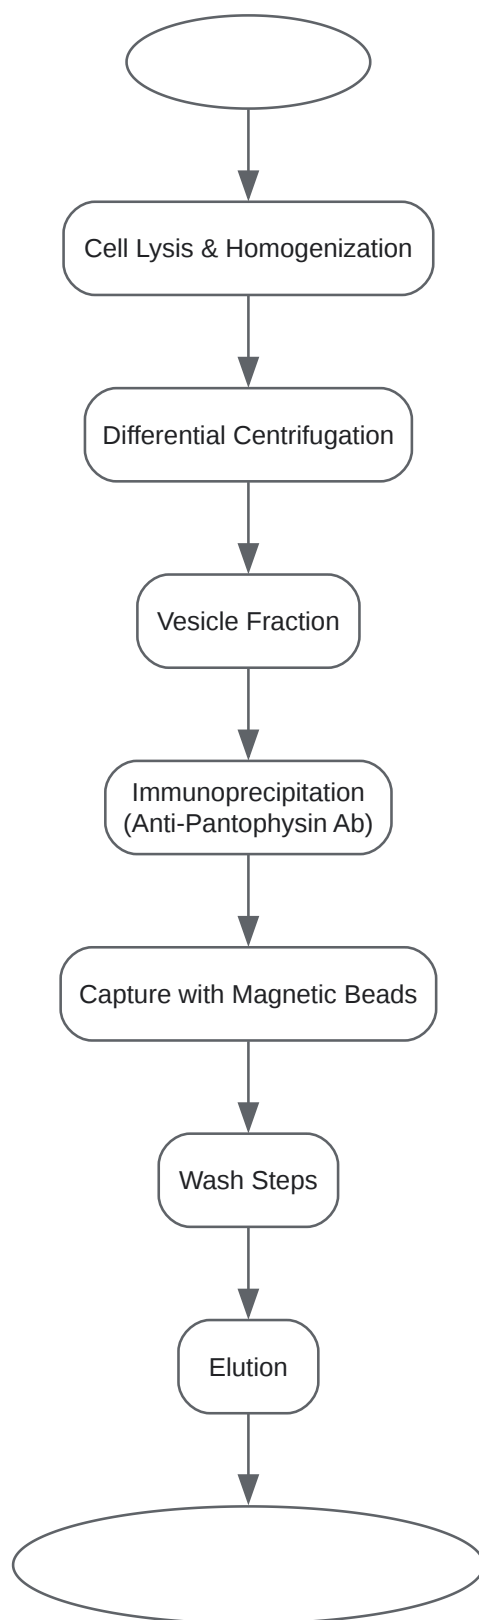 Cell Lysis & Homogenization
Differential Centrifugation
Vesicle Fraction
Immunoprecipitation
(Anti-Pantophysin Ab)
Capture with Magnetic Beads
Wash Steps
Elution